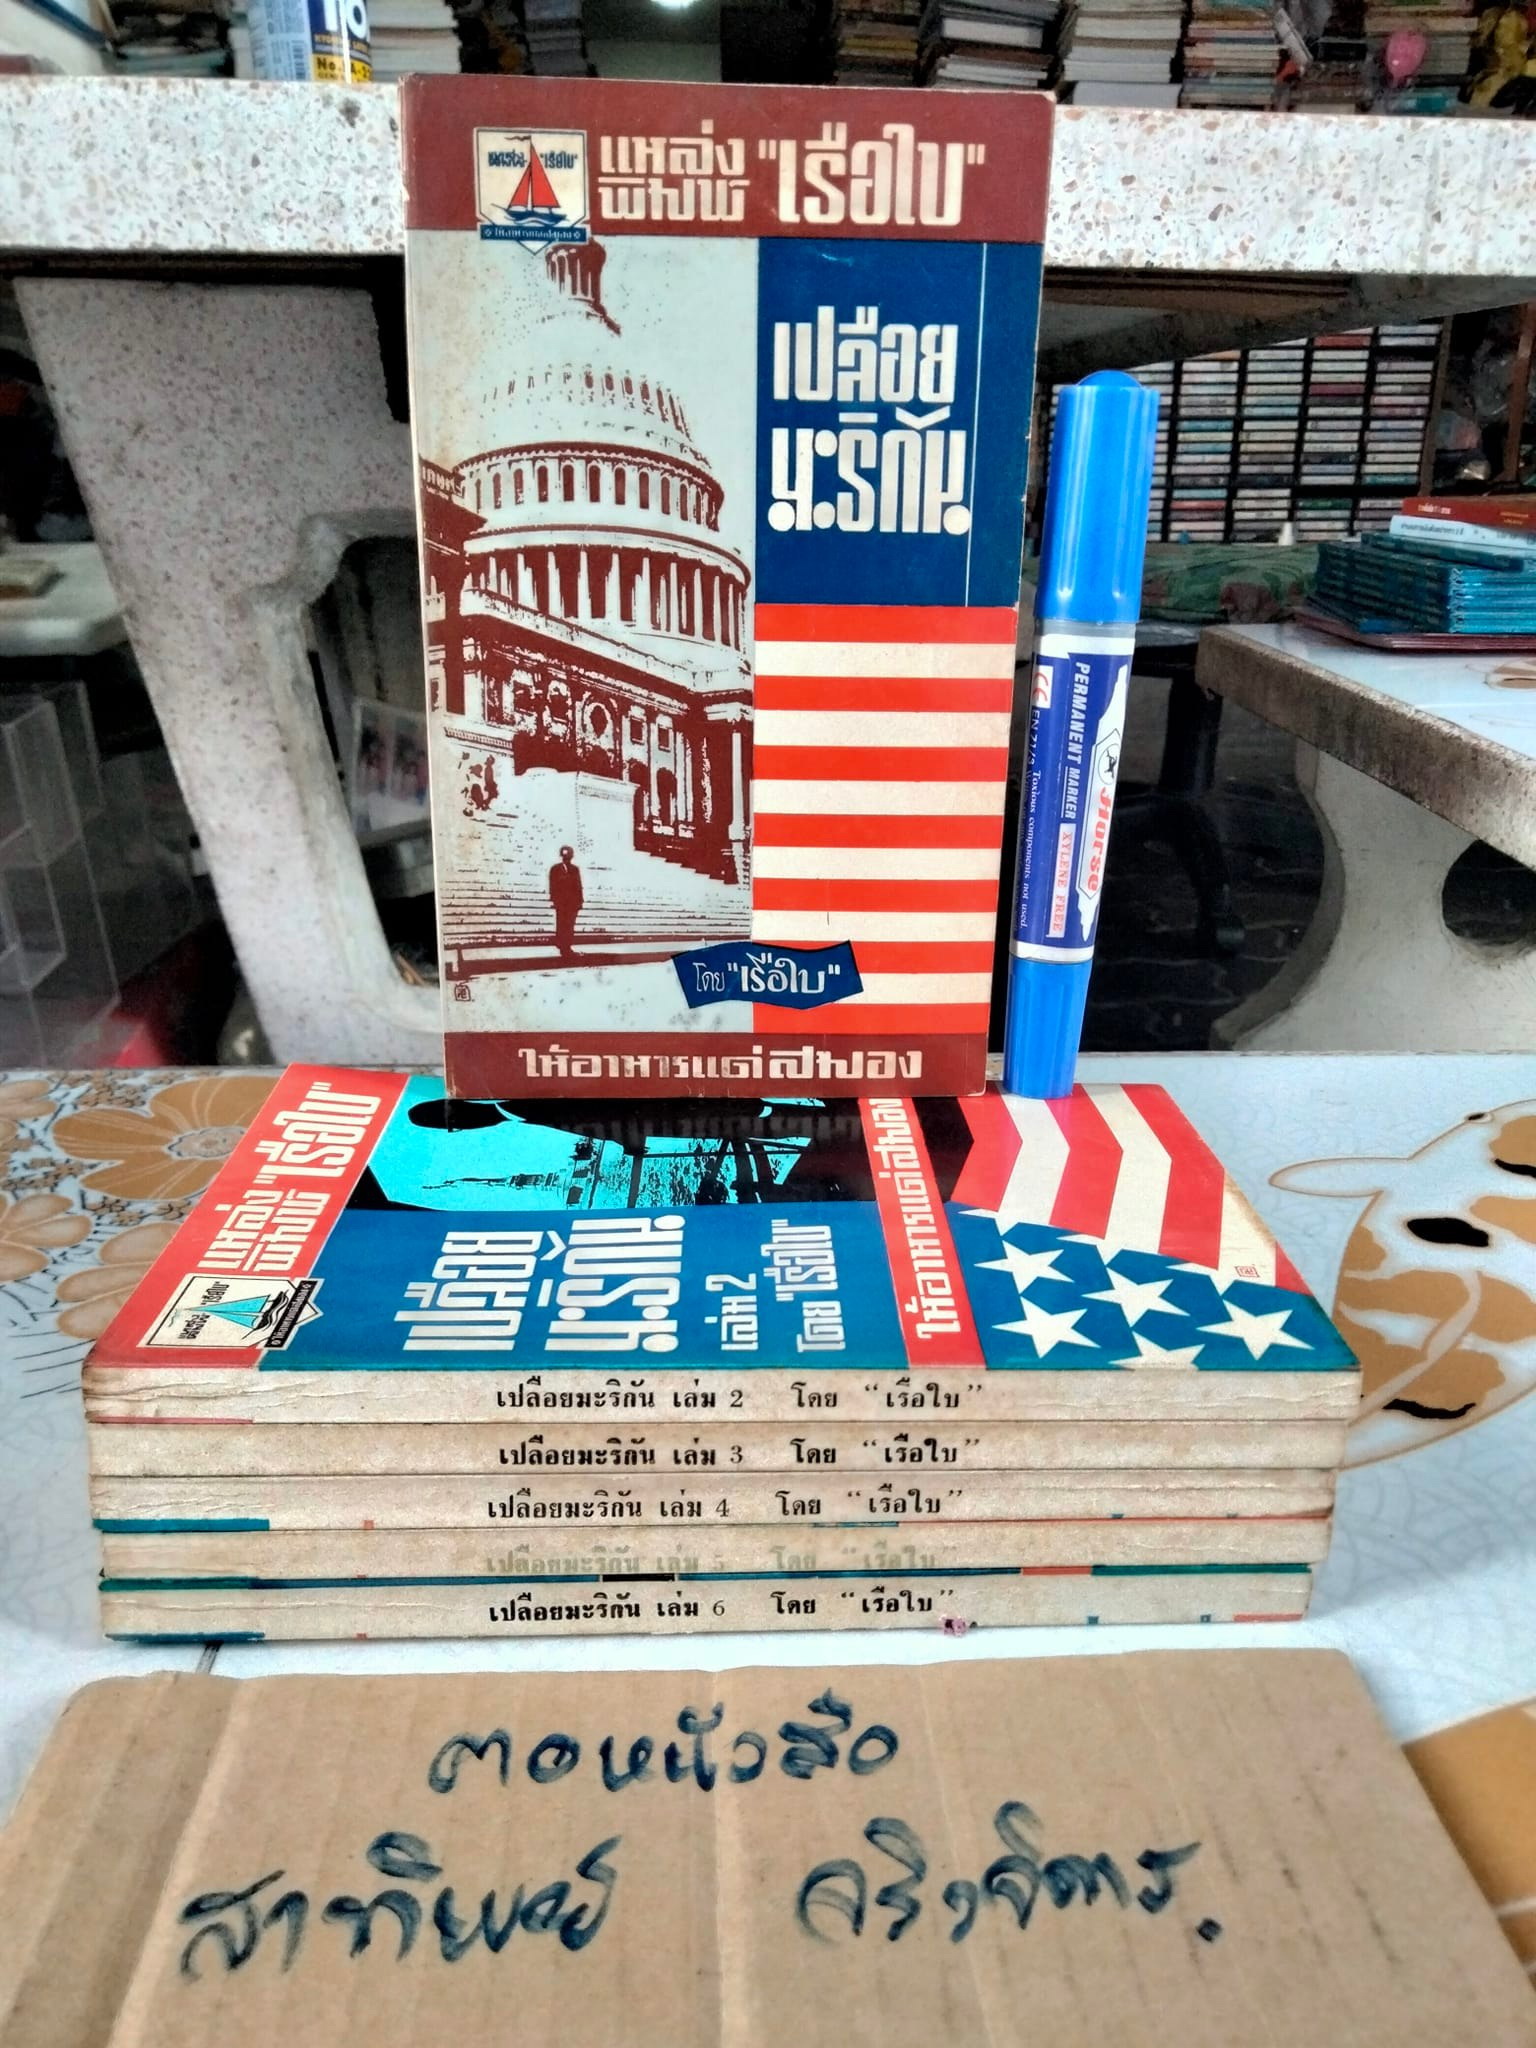 แหล่งพิมพ์ "เรือใบ"
เปลือย
มะริกัน
โดย "เรือใบ"
ให้อาหารแด่สมอง
PERMANENT MARKER
XYLENE FREE
Horse
Toxious components not used.
แหล่งพิมพ์ "เรือใบ"
เปลือย
มะริกัน
เล่ม 2
โดย "เรือใบ"
ให้อาหารแด่สมอง
เปลือยมะริกัน เล่ม 2 โดย “เรือใบ”
เปลือยมะริกัน เล่ม 3 โดย “เรือใบ”
เปลือยมะริกัน เล่ม 4 โดย “เรือใบ”
เปลือยมะริกัน เล่ม 5 โดย “เรือใบ”
เปลือยมะริกัน เล่ม 6 โดย “เรือใบ”
ตอหนังสือ